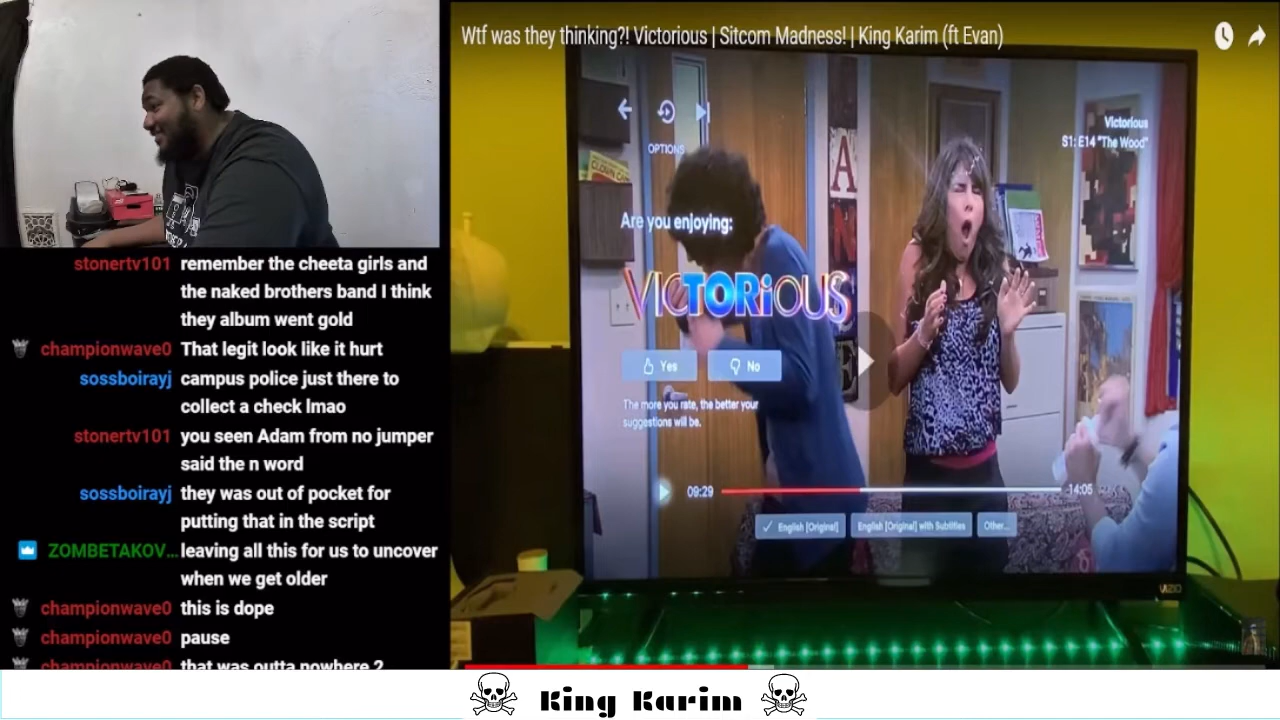 Wtf was they thinking?! Victorious | Sitcom Madness! | King Karim (ft Evan)
Victorious
S1: E14 "The Wood"
OPTIONS
Are you enjoying:
VICTORiOUS
Yes
No
The more you rate, the better your
suggestions will be.
09:29
-14:05
English [Original]
English [Original] with Subtitles
Other...
VIZIO
A
E
stonertv101 remember the cheeta girls and
the naked brothers band I think
they album went gold
championwave0 That legit look like it hurt
sossboirayj campus police just there to
collect a check lmao
stonertv101 you seen Adam from no jumper
said the n word
sossboirayj they was out of pocket for
putting that in the script
ZOMBETAKOV... leaving all this for us to uncover
when we get older
championwave0 this is dope
championwave0 pause
championwave0 that was outta nowhere 2
King Karim